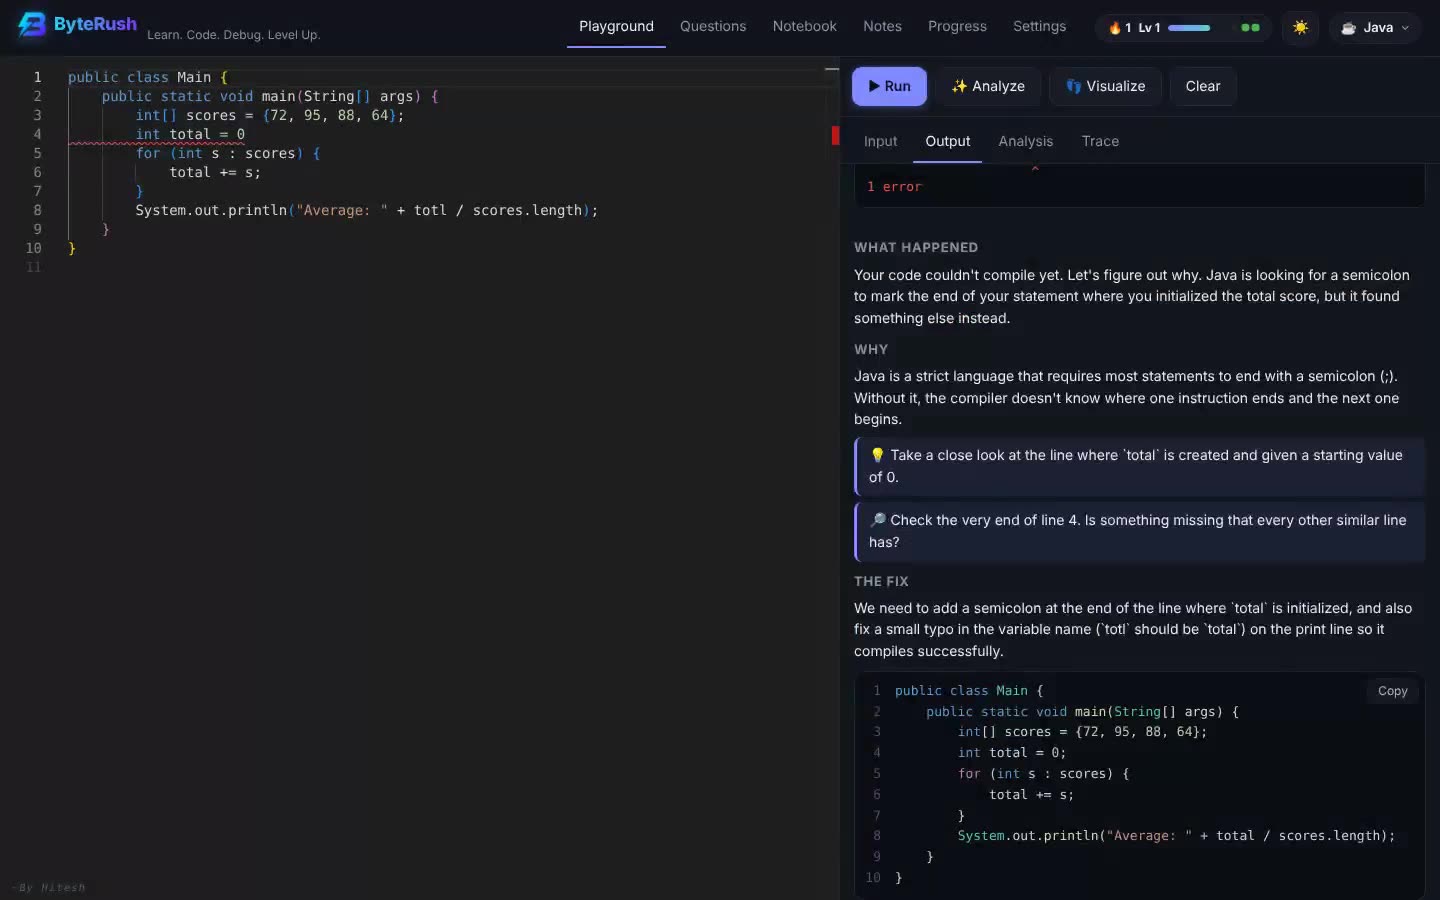 ByteRush
Learn. Code. Debug. Level Up.
Playground
Questions
Notebook
Notes
Progress
Settings
🔥 1 Lv 1
☀️
☕ Java
1 public class Main {
2     public static void main(String[] args) {
3         int[] scores = {72, 95, 88, 64};
4         int total = 0
5         for (int s : scores) {
6             total += s;
7         }
8         System.out.println("Average: " + totl / scores.length);
9     }
10 }
11
-By Hitesh
▶ Run
✨ Analyze
👣 Visualize
Clear
Input
Output
Analysis
Trace
^
1 error
WHAT HAPPENED
Your code couldn't compile yet. Let's figure out why. Java is looking for a semicolon
to mark the end of your statement where you initialized the total score, but it found
something else instead.
WHY
Java is a strict language that requires most statements to end with a semicolon (;).
Without it, the compiler doesn't know where one instruction ends and the next one
begins.
💡 Take a close look at the line where `total` is created and given a starting value
of 0.
🔎 Check the very end of line 4. Is something missing that every other similar line
has?
THE FIX
We need to add a semicolon at the end of the line where `total` is initialized, and also
fix a small typo in the variable name (`totl` should be `total`) on the print line so it
compiles successfully.
Copy
1 public class Main {
2     public static void main(String[] args) {
3         int[] scores = {72, 95, 88, 64};
4         int total = 0;
5         for (int s : scores) {
6             total += s;
7         }
8         System.out.println("Average: " + total / scores.length);
9     }
10 }